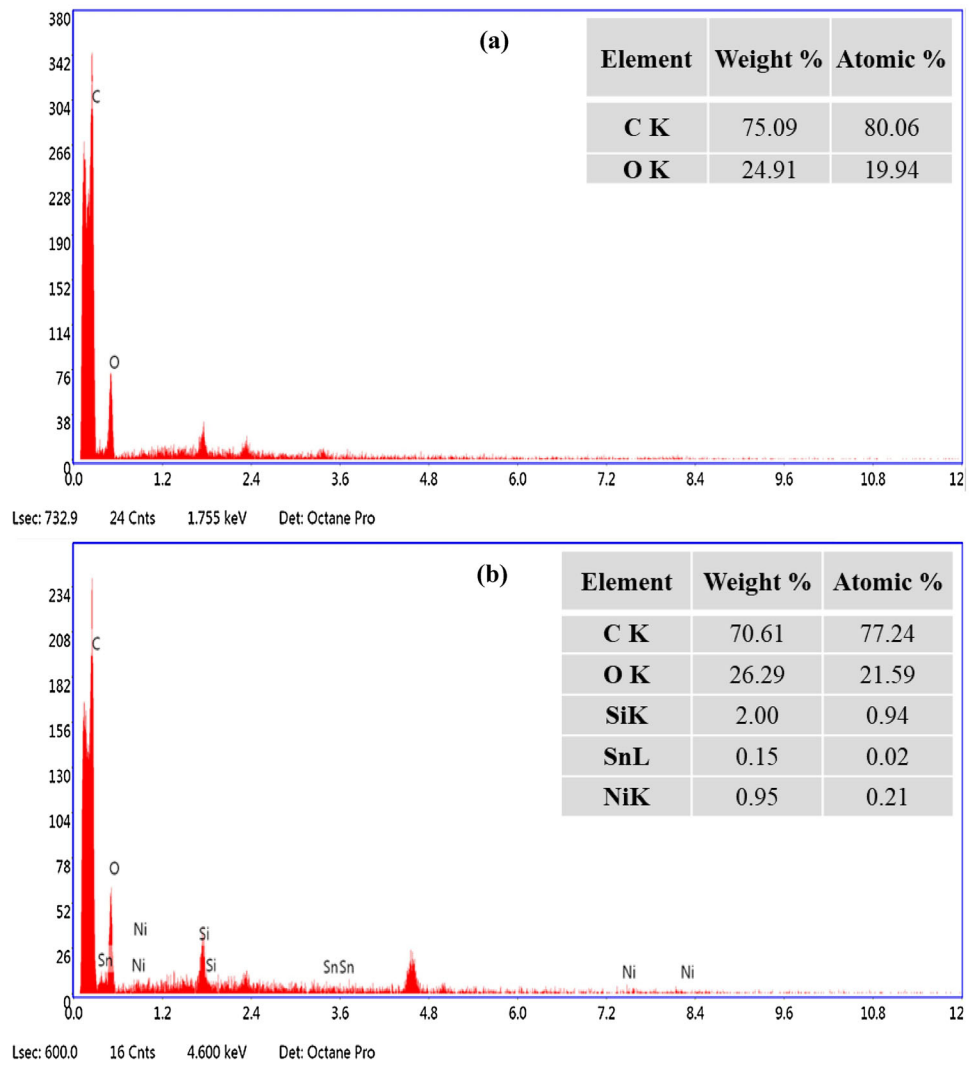 380
(a)
Element Weight % Atomic %
342
C
304
C K 75.09 80.06
266
O K 24.91 19.94
228
190
152
114
O
76
38
0
0.0 1.2 2.4 3.6 4.8 6.0 7.2 8.4 9.6 10.8 12
Lsec: 732.9 24 Cnts 1.755 keV Det: Octane Pro
(b)
Element Weight % Atomic %
234
C K 70.61 77.24
208
C
O K 26.29 21.59
182
SiK 2.00 0.94
156
SnL 0.15 0.02
130
NiK 0.95 0.21
104
78
O
52
Ni
Si
26
Sn Ni Si SnSn Ni Ni
0
0.0 1.2 2.4 3.6 4.8 6.0 7.2 8.4 9.6 10.8 12
Lsec: 600.0 16 Cnts 4.600 keV Det: Octane Pro